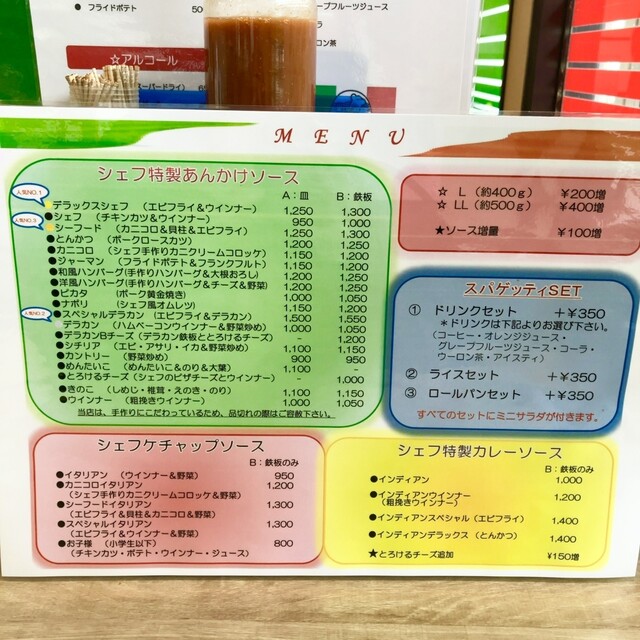 ● フライドポテト 50
レープフルーツジュース
コーラ
ロン茶
☆アルコール
スーパードライ)
MENU
シェフ特製あんかけソース
A:皿 B:鉄板
人気NO.1
デラックスシェフ (エビフライ&ウインナー) 1,250 1,300
人気NO.3
●シェフ (チキンカツ&ウインナー) 950 1,000
シーフード (カニコロ&貝柱&エビフライ) 1,250 1,300
●とんかつ (ポークロースカツ) 1,150 1,200
●カニコロ (シェフ手作りカニクリームコロッケ) 1,150 1,200
●ジャーマン (フライドポテト&フランクフルト) 1,150 1,200
●和風ハンバーグ(手作りハンバーグ&大根おろし) 1,150 1,200
●洋風ハンバーグ(手作りハンバーグ&チーズ&野菜) 1,200 1,250
●ピカタ (ポーク黄金焼き) 1,000 1,050
●ナポリ (シェフ風オムレツ) 1,150 1,200
人気NO.2
●スペシャルデラカン (エビフライ&デラカン) 1,500 1,550
デラカン (ハムベーコンウインナー&野菜炒め) 1,000 1,050
●デラカンBチーズ (デラカン鉄板ととろけるチーズ) - 1,200
●シチリア (エビ・アサリ・イカ&野菜炒め) 1,100 1,150
●カントリー (野菜炒め) 900 950
●めんたいこ (めんたいこ&のり&大葉) 1,100 -
●とろけるチーズ (シェフのピザチーズとウインナー) - 1,000
●きのこ (しめじ・椎茸・えのき・のり) 1,100 1,150
●ウインナー (粗挽きウインナー) 1,000 1,050
当店は、手作りにこだわっているため、品切れの際はご容赦下さい。
☆ L (約400g) ¥200増
☆ LL (約500g) ¥400増
★ソース増量 ¥100増
スパゲッティSET
① ドリンクセット +¥350
*ドリンクは下記よりお選び下さい。
(コーヒー・オレンジジュース・
グレープフルーツジュース・コーラ・
ウーロン茶・アイスティ)
② ライスセット +¥350
③ ロールパンセット +¥350
すべてのセットにミニサラダが付きます。
シェフケチャップソース
B:鉄板のみ
●イタリアン (ウインナー&野菜) 950
●カニコロイタリアン 1,200
(シェフ手作りカニクリームコロッケ&野菜)
●シーフードイタリアン 1,300
(エビフライ&貝柱&カニコロ&野菜)
●スペシャルイタリアン 1,300
(エビフライ&ウインナー&野菜)
●お子様 (小学生以下) 800
(チキンカツ・ポテト・ウインナー・ジュース)
シェフ特製カレーソース
B:鉄板のみ
●インディアン 1,000
●インディアンウインナー 1,200
(粗挽きウインナー)
●インディアンスペシャル(エビフライ) 1,400
●インディアンデラックス (とんかつ) 1,400
★とろけるチーズ追加 ¥150増